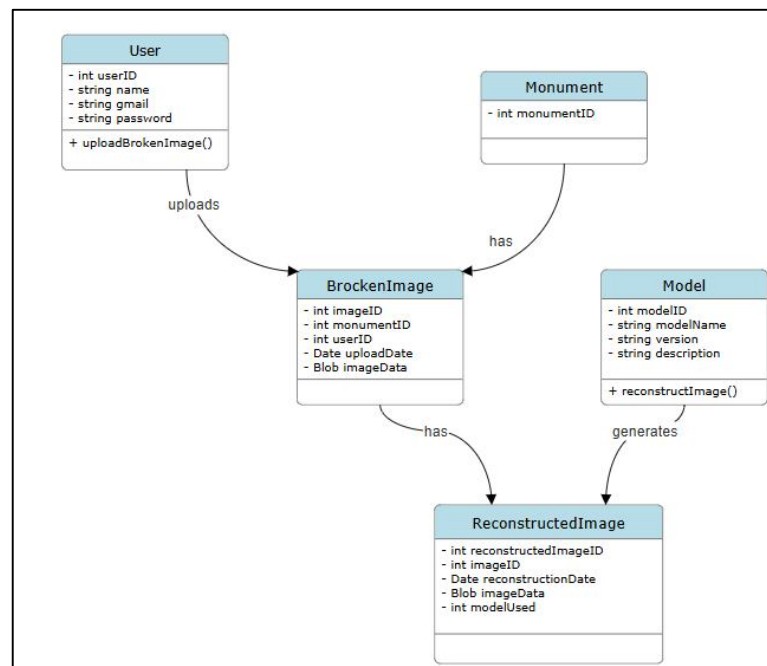 User
- int userID
- string name
- string gmail
- string password
+ uploadBrokenImage()
Monument
- int monumentID
uploads
has
BrockenImage
- int imageID
- int monumentID
- int userID
- Date uploadDate
- Blob imageData
Model
- int modelID
- string modelName
- string version
- string description
+ reconstructImage()
has
generates
ReconstructedImage
- int reconstructedImageID
- int imageID
- Date reconstructionDate
- Blob imageData
- int modelUsed